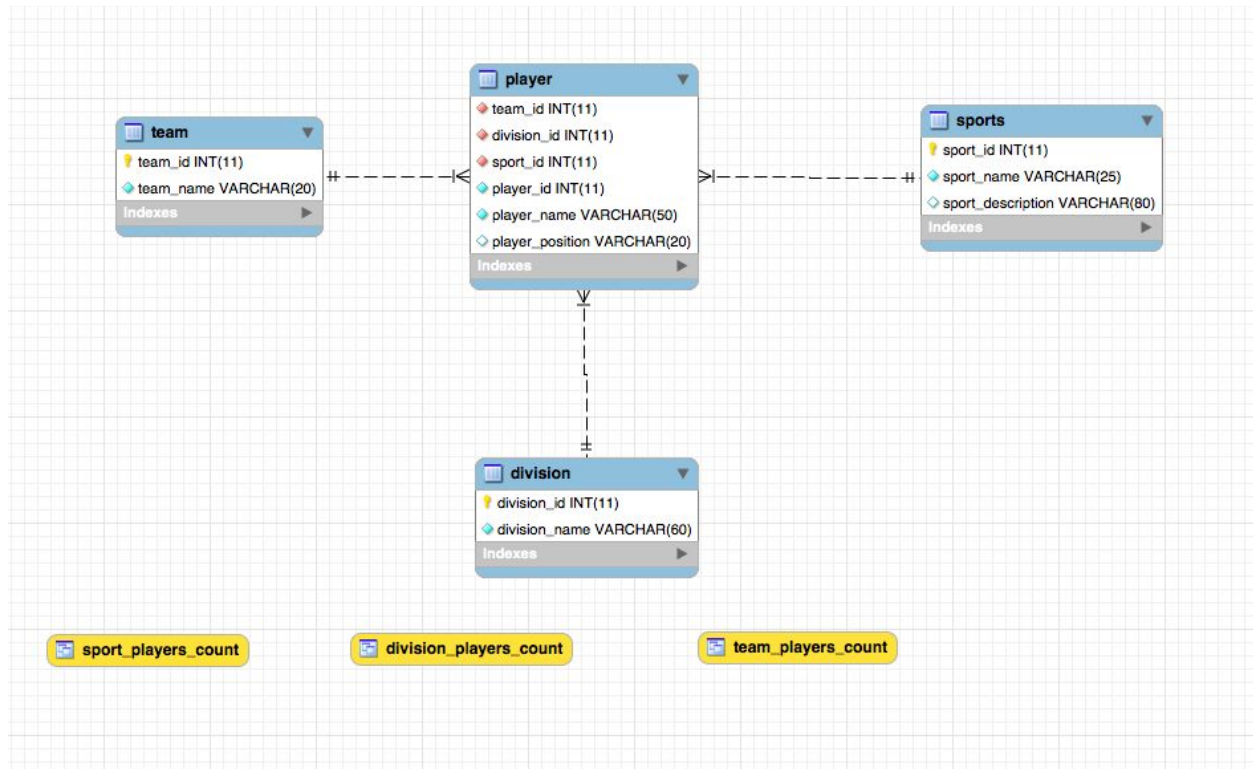 player
team_id INT(11)
division_id INT(11)
sport_id INT(11)
player_id INT(11)
player_name VARCHAR(50)
player_position VARCHAR(20)
Indexes
team
team_id INT(11)
team_name VARCHAR(20)
Indexes
sports
sport_id INT(11)
sport_name VARCHAR(25)
sport_description VARCHAR(80)
Indexes
division
division_id INT(11)
division_name VARCHAR(60)
Indexes
sport_players_count
division_players_count
team_players_count